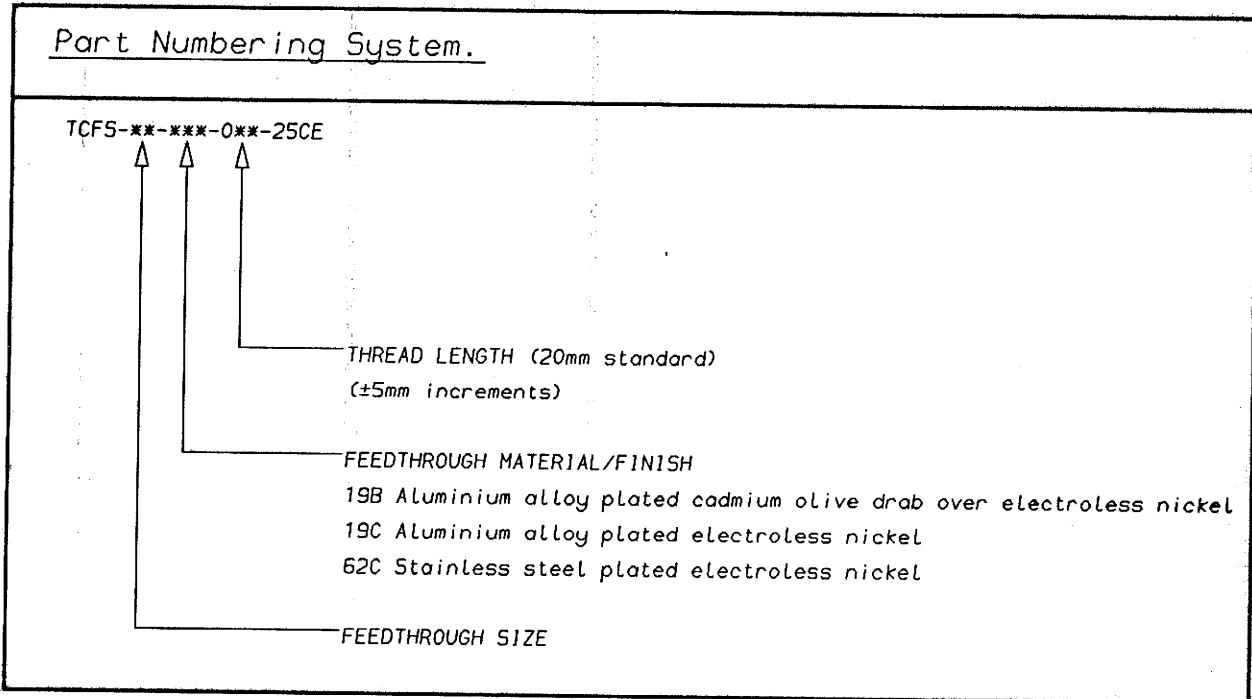 Part Numbering System.
TCFS-**-***-0**-25CE
THREAD LENGTH (20mm standard)
(±5mm increments)
FEEDTHROUGH MATERIAL/FINISH
19B Aluminium alloy plated cadmium olive drab over electroless nickel
19C Aluminium alloy plated electroless nickel
62C Stainless steel plated electroless nickel
FEEDTHROUGH SIZE